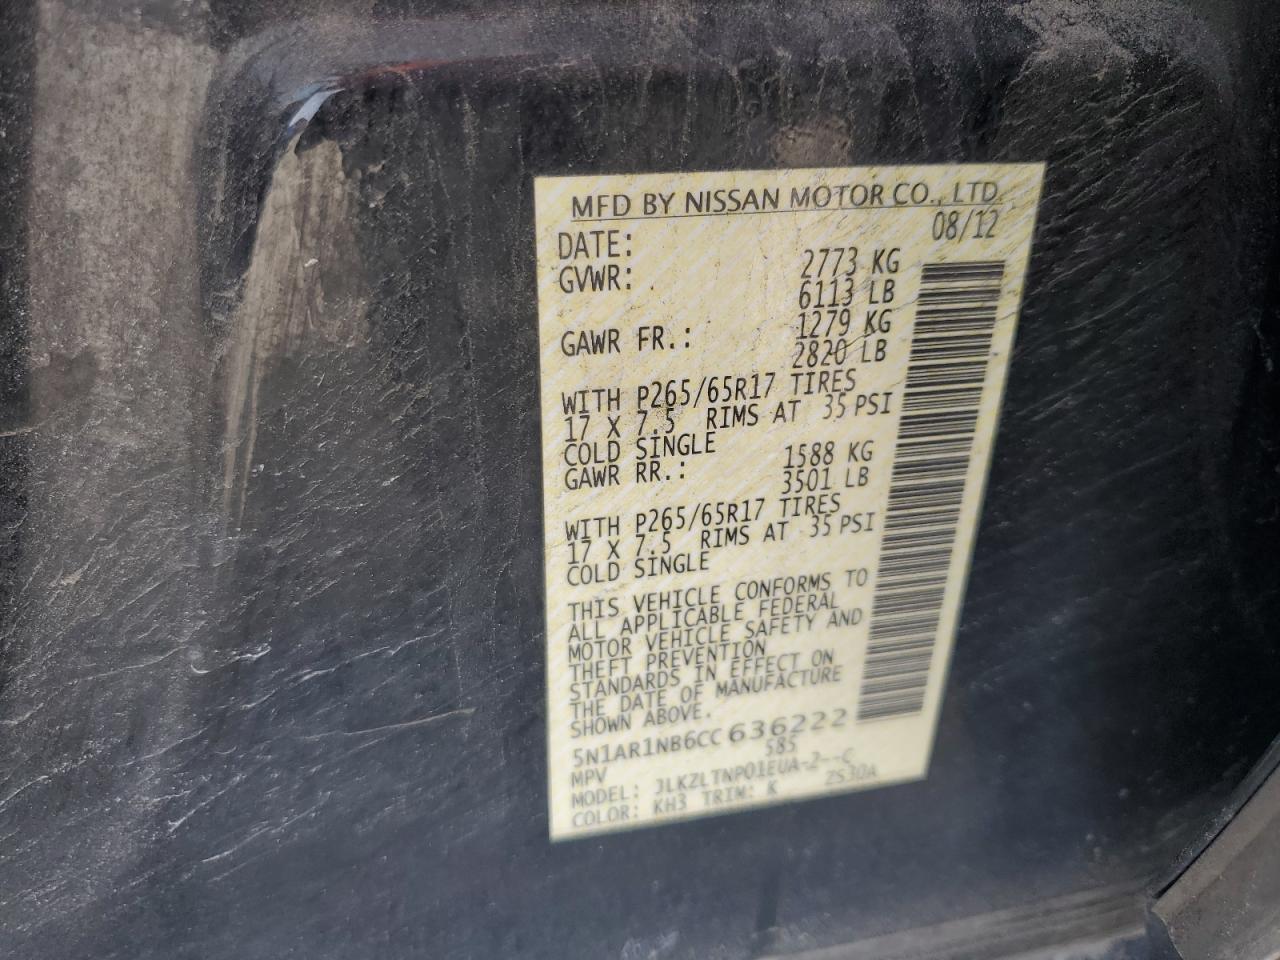 MFD BY NISSAN MOTOR CO., LTD.
DATE: 08/12
GVWR: 2773 KG
6113 LB
GAWR FR.: 1279 KG
2820 LB
WITH P265/65R17 TIRES
17 X 7.5 RIMS AT 35 PSI
COLD SINGLE
GAWR RR.: 1588 KG
3501 LB
WITH P265/65R17 TIRES
17 X 7.5 RIMS AT 35 PSI
COLD SINGLE
THIS VEHICLE CONFORMS TO
ALL APPLICABLE FEDERAL
MOTOR VEHICLE SAFETY AND
THEFT PREVENTION
STANDARDS IN EFFECT ON
THE DATE OF MANUFACTURE
SHOWN ABOVE.
5N1AR1NB6CC636222
MPV 585
MODEL: JLKZLTNP01EUA-2--C
COLOR: KH3 TRIM: K ZS30A